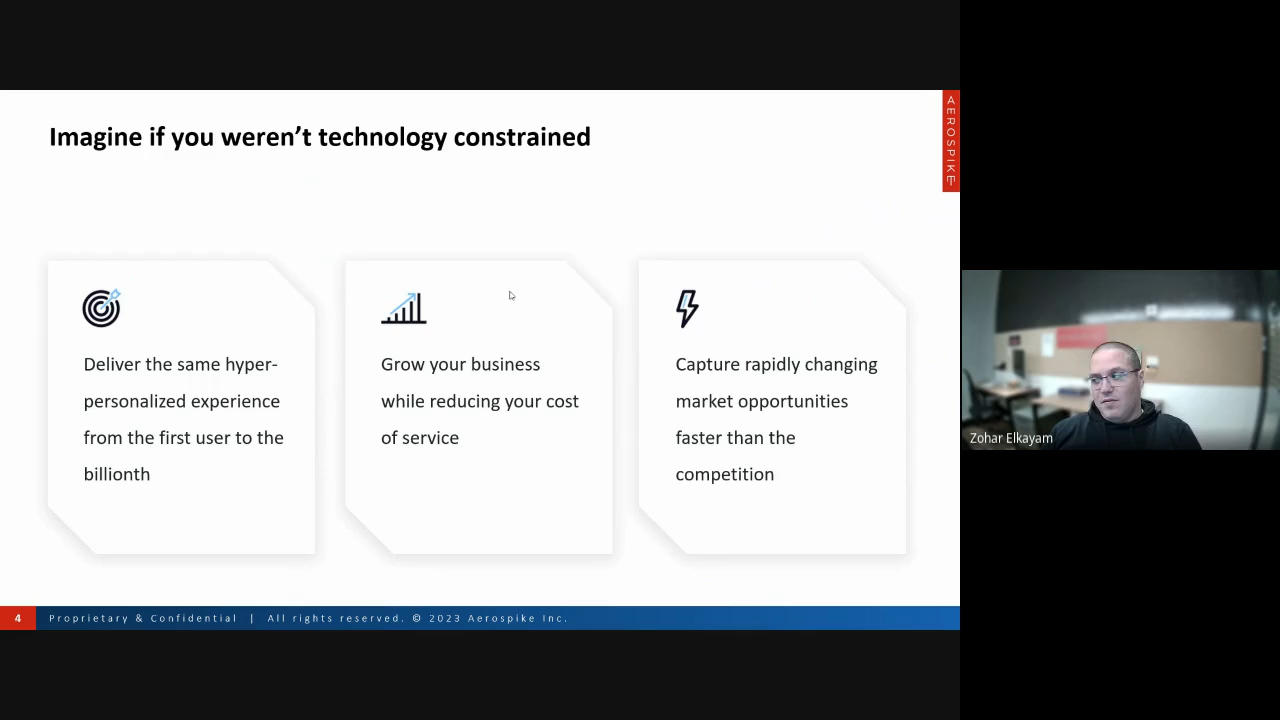 Imagine if you weren’t technology constrained
AEROSPIKE
Deliver the same hyper-
personalized experience
from the first user to the
billionth
Grow your business
while reducing your cost
of service
Capture rapidly changing
market opportunities
faster than the
competition
Zohar Elkayam
4
Proprietary & Confidential | All rights reserved. © 2023 Aerospike Inc.